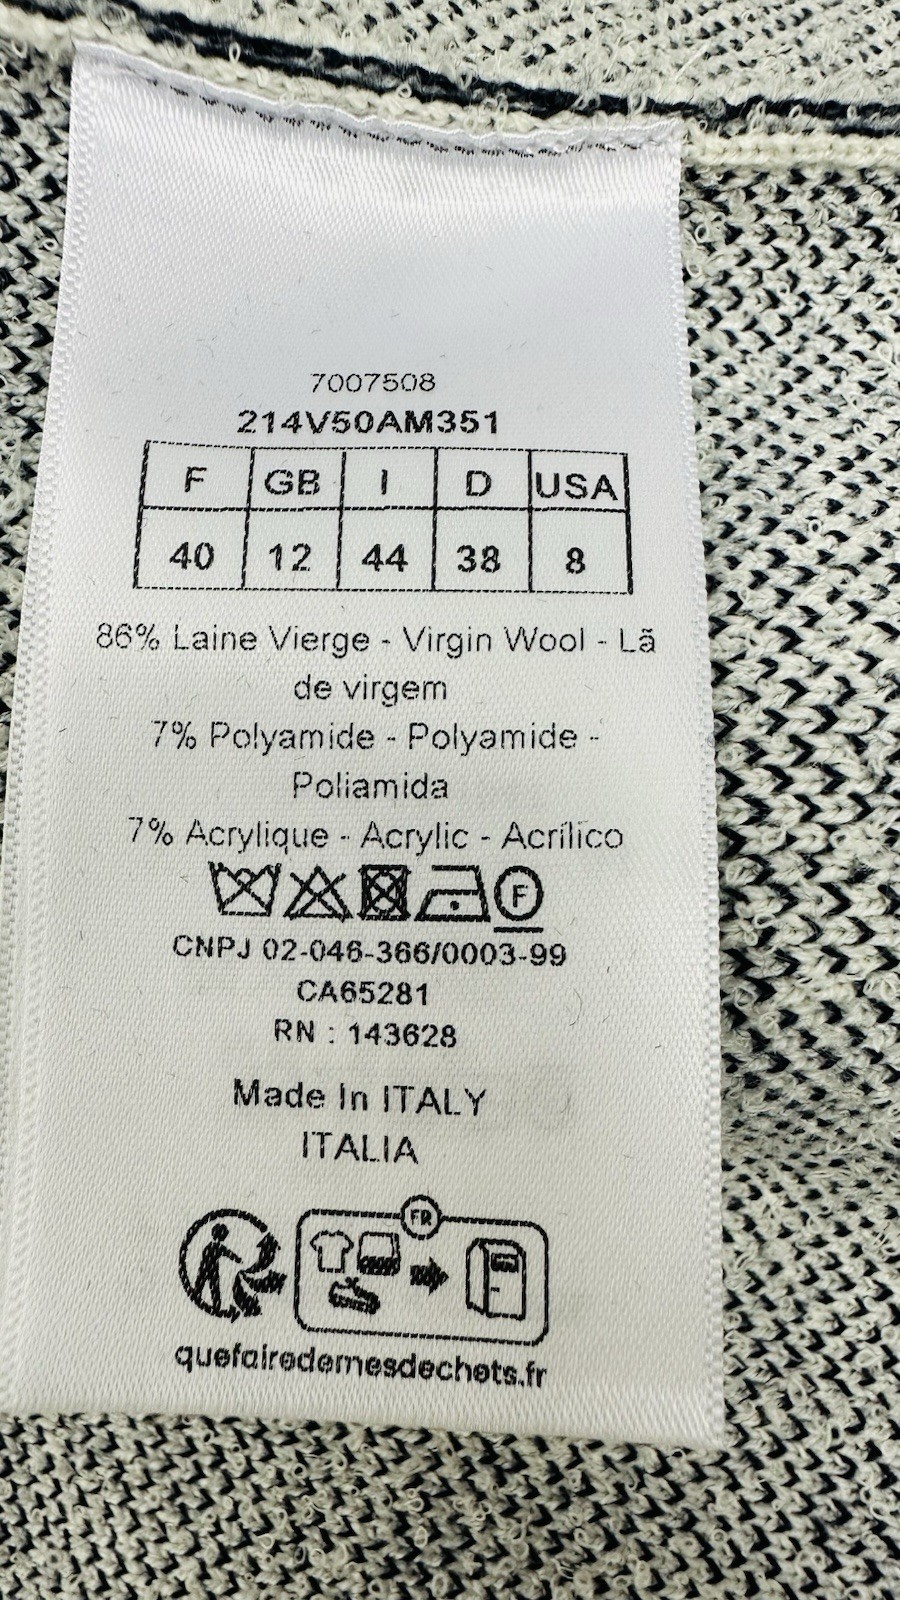 7007508
214V50AM351
F GB I D USA
40 12 44 38 8
86% Laine Vierge - Virgin Wool - Lã
de virgem
7% Polyamide - Polyamide -
Poliamida
7% Acrylique - Acrylic - Acrílico
F
CNPJ 02-046-366/0003-99
CA65281
RN : 143628
Made In ITALY
ITALIA
FR
quefairedemesdechets.fr